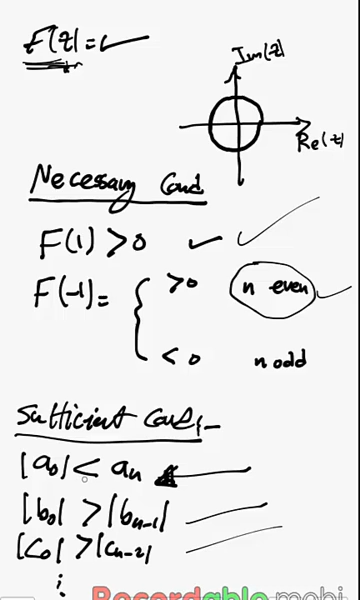 F(z) =
Im(z)
Re(z)
Necessary Cond
F(1) > 0
F(-1) = { > 0 n even
< 0 n odd
Sufficient Cond:-
|a0| < an
|b0| > |bn-1|
|c0| > |cn-2|
⋮
Recordable.mobi